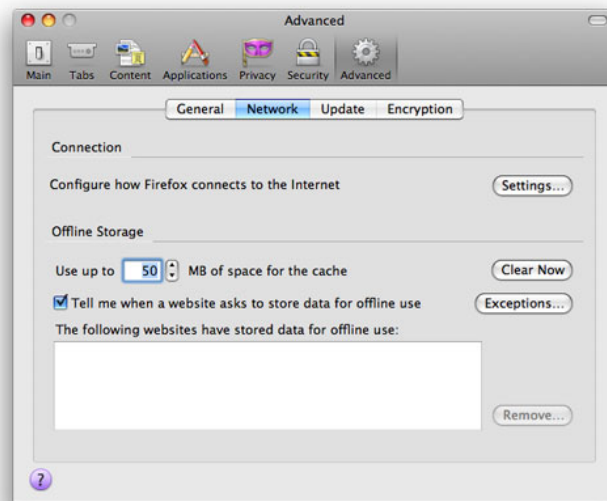 Advanced
Main Tabs Content Applications Privacy Security Advanced
General Network Update Encryption
Connection
Configure how Firefox connects to the Internet Settings...
Offline Storage
Use up to 50 MB of space for the cache Clear Now
Tell me when a website asks to store data for offline use Exceptions...
The following websites have stored data for offline use:
Remove...
?